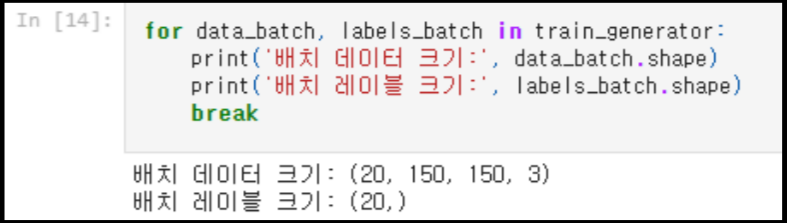 In [14]:
for data_batch, labels_batch in train_generator:
    print('배치 데이터 크기:', data_batch.shape)
    print('배치 레이블 크기:', labels_batch.shape)
    break
배치 데이터 크기: (20, 150, 150, 3)
배치 레이블 크기: (20,)